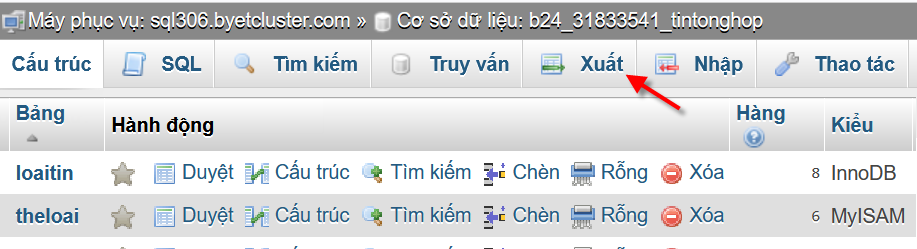 Máy phục vụ: sql306.byetcluster.com » Cơ sở dữ liệu: b24_31833541_tintonghop
Cấu trúc SQL Tìm kiếm Truy vấn Xuất Nhập Thao tác
Bảng Hành động Hàng Kiểu
loaitin Duyệt Cấu trúc Tìm kiếm Chèn Rỗng Xóa 8 InnoDB
theloai Duyệt Cấu trúc Tìm kiếm Chèn Rỗng Xóa 6 MyISAM